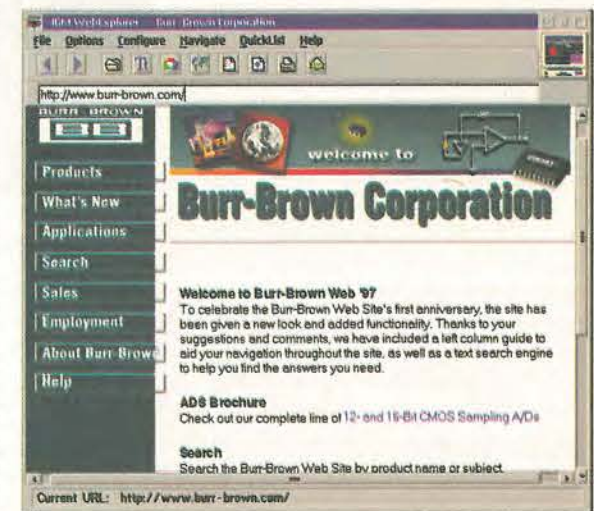 IBM WebExplorer - Burr-Brown Corporation
File Options Configure Navigate QuickList Help
http://www.burr-brown.com/
BURR-BROWN
BB
Products
What's New
Applications
Search
Sales
Employment
About Burr-Brown
Help
welcome to
Burr-Brown Corporation
Welcome to Burr-Brown Web '97
To celebrate the Burr-Brown Web Site's first anniversary, the site has
been given a new look and added functionality. Thanks to your
suggestions and comments, we have included a left column guide to
aid your navigation throughout the site, as well as a text search engine
to help you find the answers you need.
ADS Brochure
Check out our complete line of 12- and 16-Bit CMOS Sampling A/Ds
Search
Search the Burr-Brown Web Site by product name or subject.
Current URL: http://www.burr-brown.com/